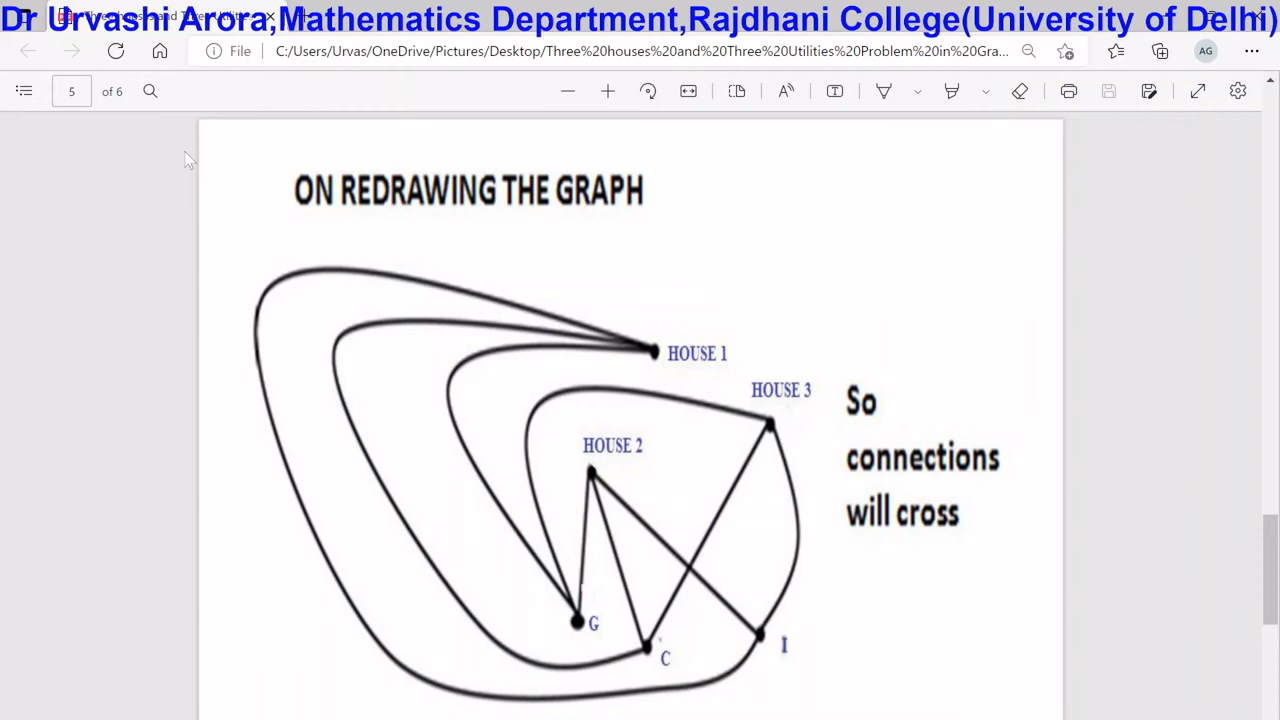 Dr Urvashi Arora;Mathematics Department,Rajdhani College(University of Delhi)
File
C:/Users/Urvas/OneDrive/Pictures/Desktop/Three%20houses%20and%20Three%20Utilities%20Problem%20in%20Gra...
AG
5 of 6
ON REDRAWING THE GRAPH
HOUSE 1
HOUSE 3
So
connections
will cross
HOUSE 2
G
C
I